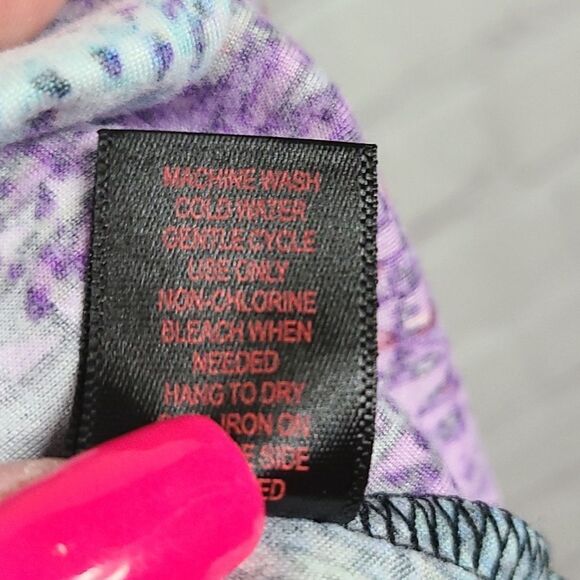 MACHINE WASH
COLD WATER
GENTLE CYCLE
USE ONLY
NON-CHLORINE
BLEACH WHEN
NEEDED
HANG TO DRY
IRON ON
SIDE